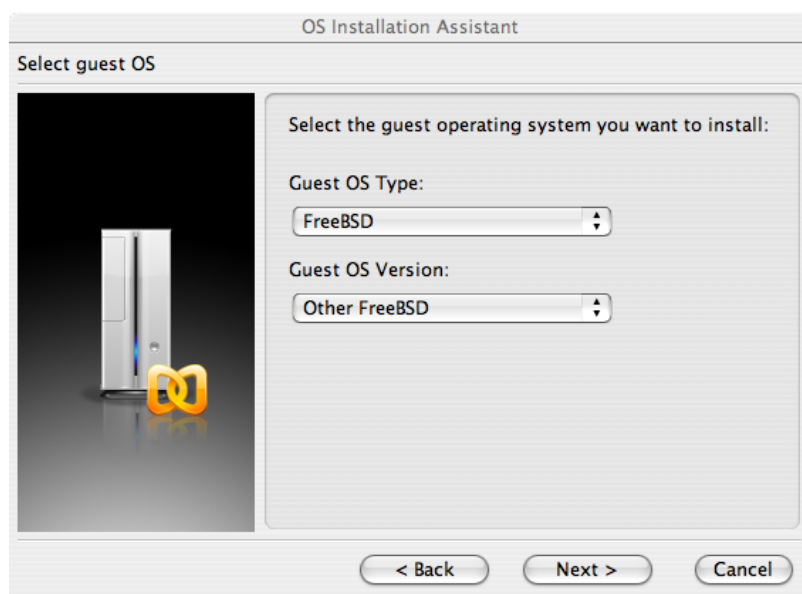 OS Installation Assistant
Select guest OS
Select the guest operating system you want to install:
Guest OS Type:
FreeBSD
Guest OS Version:
Other FreeBSD
< Back
Next >
Cancel